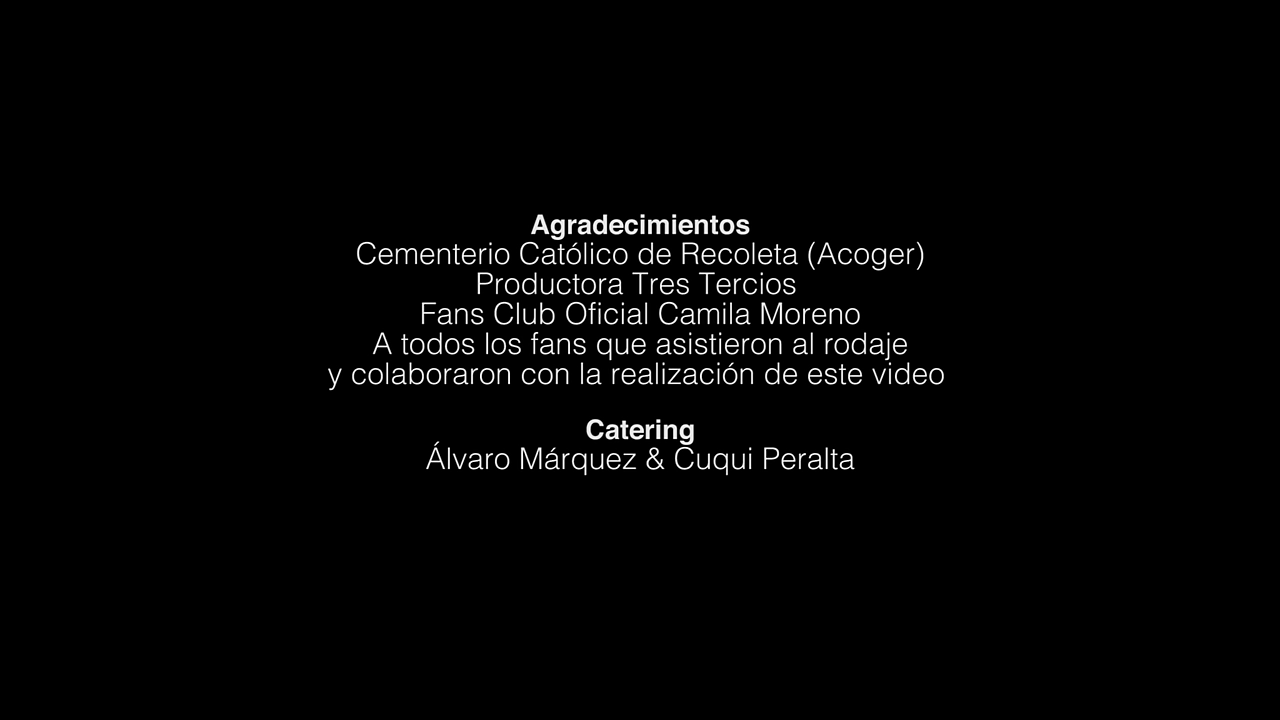 Agradecimientos
Cementerio Católico de Recoleta (Acoger)
Productora Tres Tercios
Fans Club Oficial Camila Moreno
A todos los fans que asistieron al rodaje
y colaboraron con la realización de este video
Catering
Álvaro Márquez & Cuqui Peralta